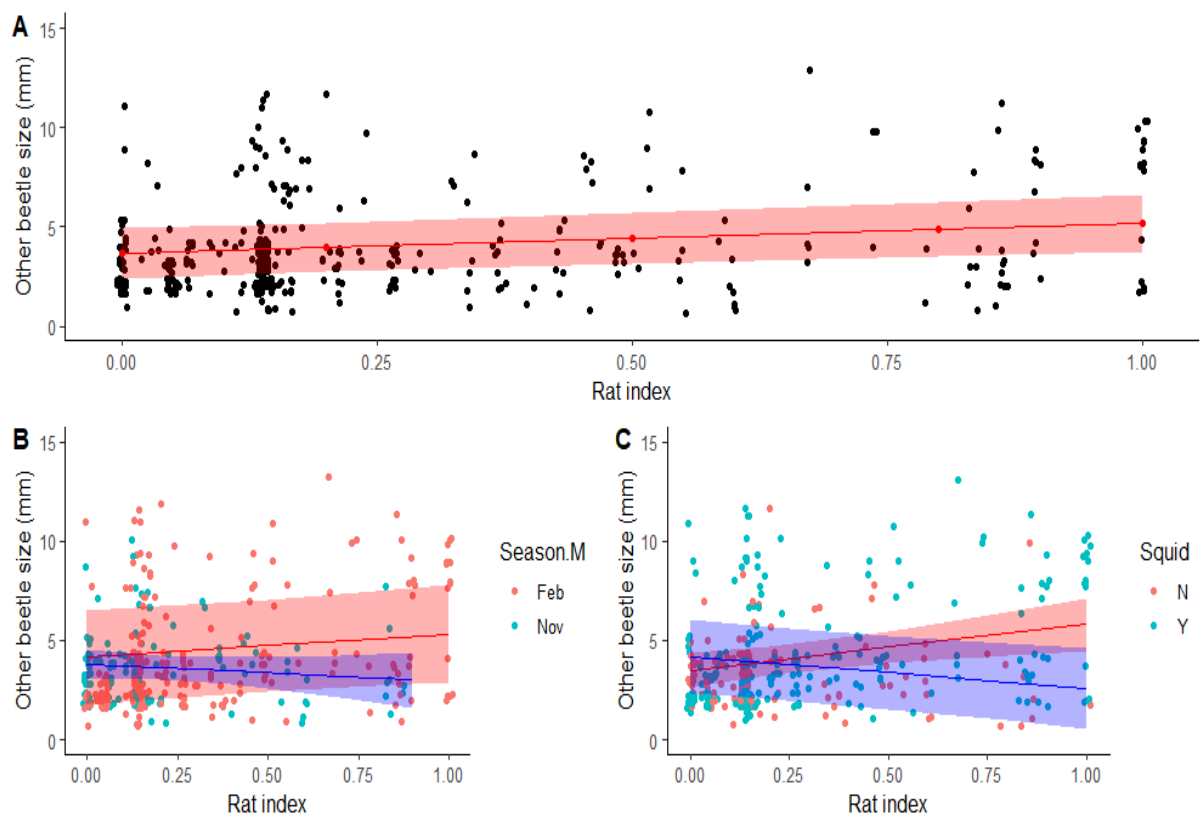 A
Other beetle size (mm)
15
10
5
0
0.00 0.25 0.50 0.75 1.00
Rat index
B
Other beetle size (mm)
15
10
5
0
0.00 0.25 0.50 0.75 1.00
Rat index
Season.M
Feb
Nov
C
Other beetle size (mm)
15
10
5
0
0.00 0.25 0.50 0.75 1.00
Rat index
Squid
N
Y